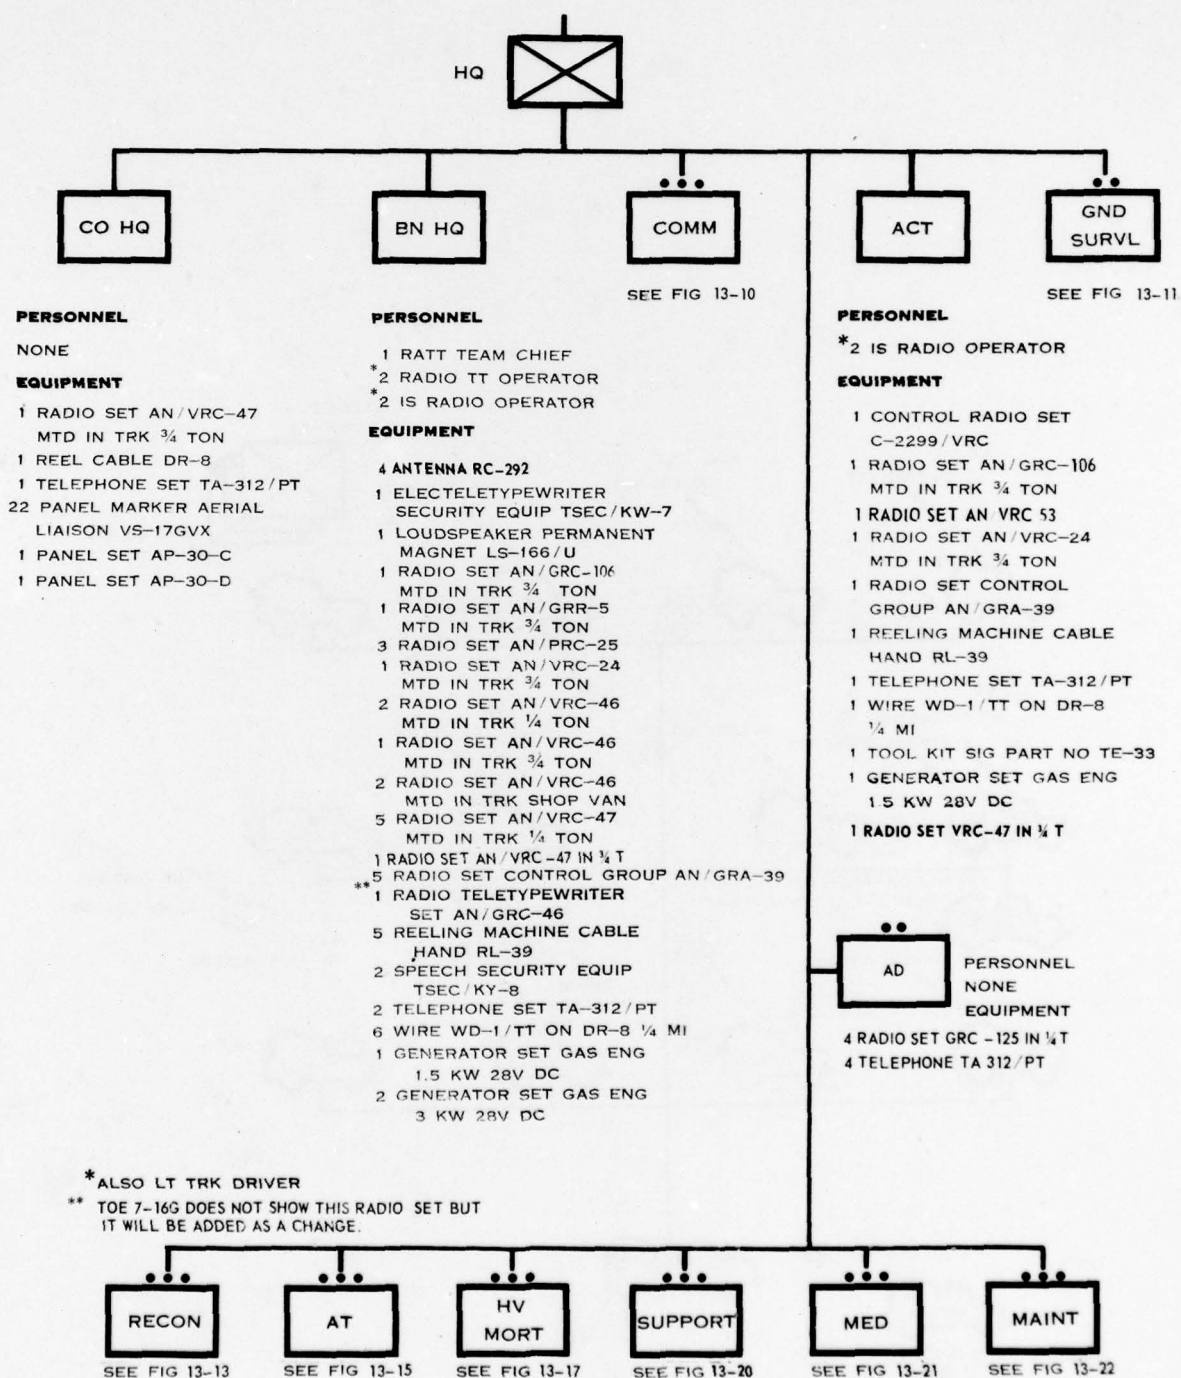 HQ
CO HQ
BN HQ
COMM
ACT
GND
SURVL
SEE FIG 13-10
SEE FIG 13-11
PERSONNEL
NONE
EQUIPMENT
1 RADIO SET AN/VRC-47
MTD IN TRK ¾ TON
1 REEL CABLE DR-8
1 TELEPHONE SET TA-312/PT
22 PANEL MARKER AERIAL
LIAISON VS-17GVX
1 PANEL SET AP-30-C
1 PANEL SET AP-30-D
PERSONNEL
1 RATT TEAM CHIEF
*2 RADIO TT OPERATOR
*2 IS RADIO OPERATOR
EQUIPMENT
4 ANTENNA RC-292
1 ELECTELETYPEWRITER
SECURITY EQUIP TSEC/KW-7
1 LOUDSPEAKER PERMANENT
MAGNET LS-166/U
1 RADIO SET AN/GRC-106
MTD IN TRK ¾ TON
1 RADIO SET AN/GRR-5
MTD IN TRK ¾ TON
3 RADIO SET AN/PRC-25
1 RADIO SET AN/VRC-24
MTD IN TRK ¾ TON
2 RADIO SET AN/VRC-46
MTD IN TRK ¼ TON
1 RADIO SET AN/VRC-46
MTD IN TRK ¾ TON
2 RADIO SET AN/VRC-46
MTD IN TRK SHOP VAN
5 RADIO SET AN/VRC-47
MTD IN TRK ¼ TON
1 RADIO SET AN/VRC-47 IN ¾ T
5 RADIO SET CONTROL GROUP AN/GRA-39
**1 RADIO TELETYPEWRITER
SET AN/GRC-46
5 REELING MACHINE CABLE
HAND RL-39
2 SPEECH SECURITY EQUIP
TSEC/KY-8
2 TELEPHONE SET TA-312/PT
6 WIRE WD-1/TT ON DR-8 ¼ MI
1 GENERATOR SET GAS ENG
1.5 KW 28V DC
2 GENERATOR SET GAS ENG
3 KW 28V DC
PERSONNEL
*2 IS RADIO OPERATOR
EQUIPMENT
1 CONTROL RADIO SET
C-2299/VRC
1 RADIO SET AN/GRC-106
MTD IN TRK ¾ TON
1 RADIO SET AN/VRC 53
1 RADIO SET AN/VRC-24
MTD IN TRK ¾ TON
1 RADIO SET CONTROL
GROUP AN/GRA-39
1 REELING MACHINE CABLE
HAND RL-39
1 TELEPHONE SET TA-312/PT
1 WIRE WD-1/TT ON DR-8
¼ MI
1 TOOL KIT SIG PART NO TE-33
1 GENERATOR SET GAS ENG
1.5 KW 28V DC
1 RADIO SET VRC-47 IN ¾ T
AD
PERSONNEL
NONE
EQUIPMENT
4 RADIO SET GRC-125 IN ¼ T
4 TELEPHONE TA 312/PT
*ALSO LT TRK DRIVER
** TOE 7-16G DOES NOT SHOW THIS RADIO SET BUT
IT WILL BE ADDED AS A CHANGE.
RECON
AT
HV
MORT
SUPPORT
MED
MAINT
SEE FIG 13-13
SEE FIG 13-15
SEE FIG 13-17
SEE FIG 13-20
SEE FIG 13-21
SEE FIG 13-22